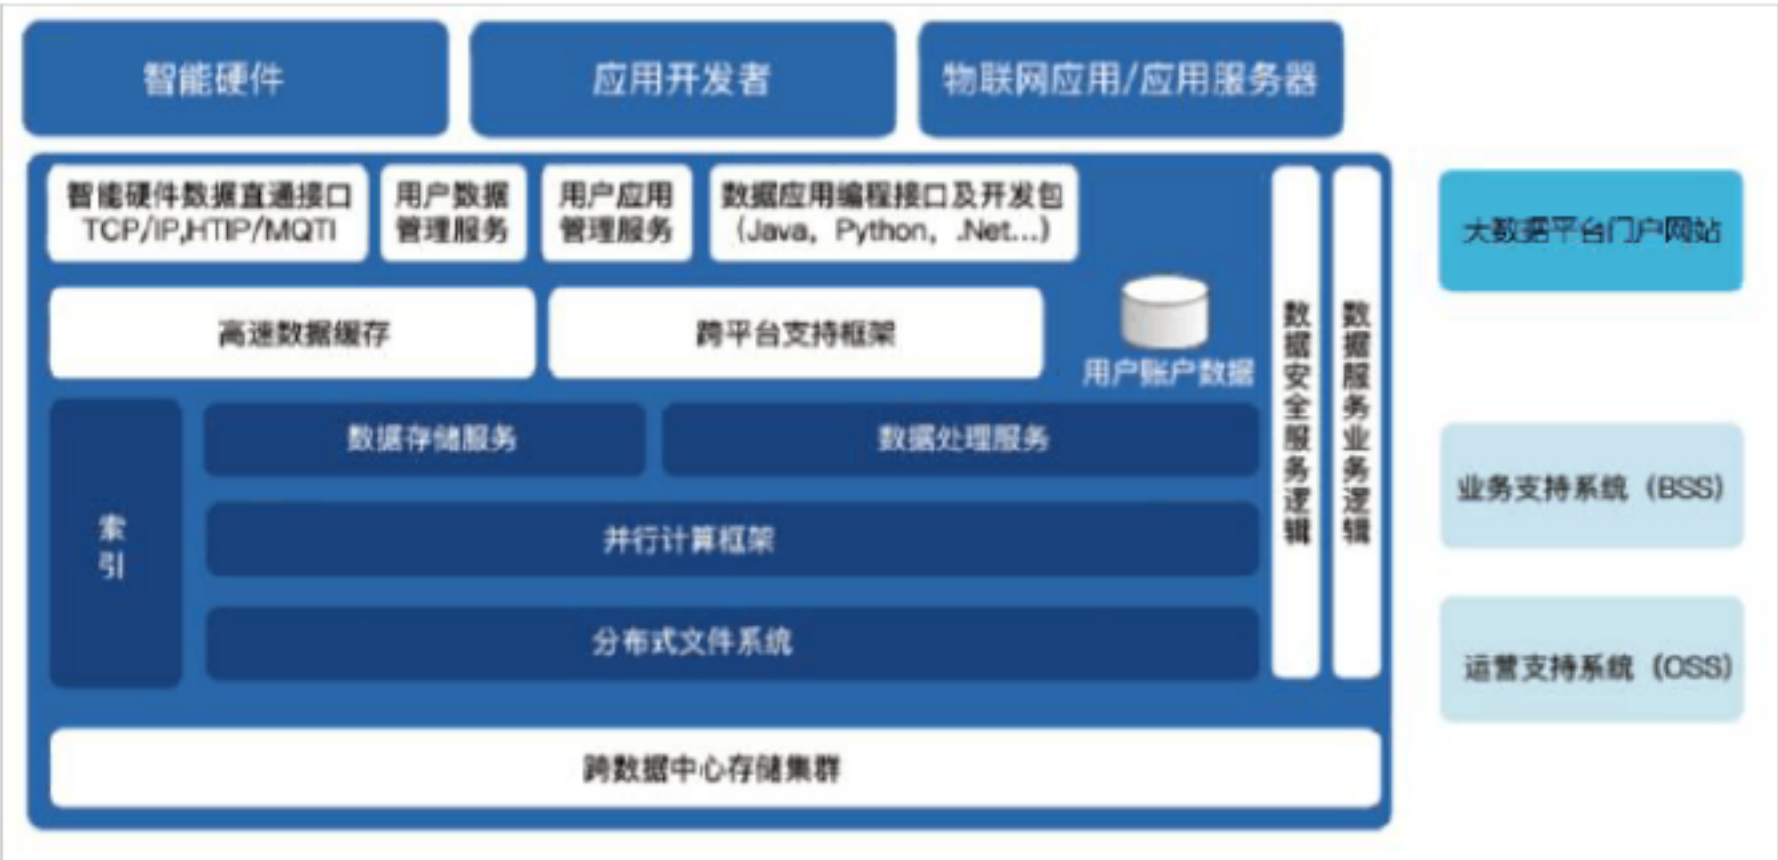 智能硬件
应用开发者
物联网应用/应用服务器
智能硬件数据直通接口
TCP/IP,HTIP/MQTI
用户数据
管理服务
用户应用
管理服务
数据应用编程接口及开发包
(Java, Python, .Net...)
高速数据缓存
跨平台支持框架
用户账户数据
数据安全服务逻辑
数据服务业务逻辑
索引
数据存储服务
数据处理服务
并行计算框架
分布式文件系统
跨数据中心存储集群
大数据平台门户网站
业务支持系统（BSS）
运营支持系统（OSS）